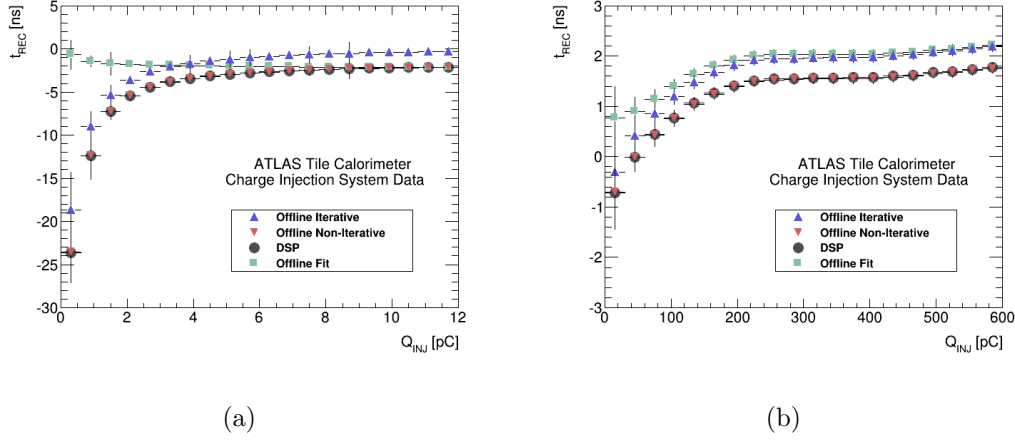 t_REC [ns]
5
0
-5
-10
-15
-20
-25
-30
0
2
4
6
8
10
12
Q_INJ [pC]
ATLAS Tile Calorimeter
Charge Injection System Data
Offline Iterative
Offline Non-Iterative
DSP
Offline Fit
(a)
t_REC [ns]
3
2
1
0
-1
-2
-3
0
100
200
300
400
500
600
Q_INJ [pC]
ATLAS Tile Calorimeter
Charge Injection System Data
Offline Iterative
Offline Non-Iterative
DSP
Offline Fit
(b)